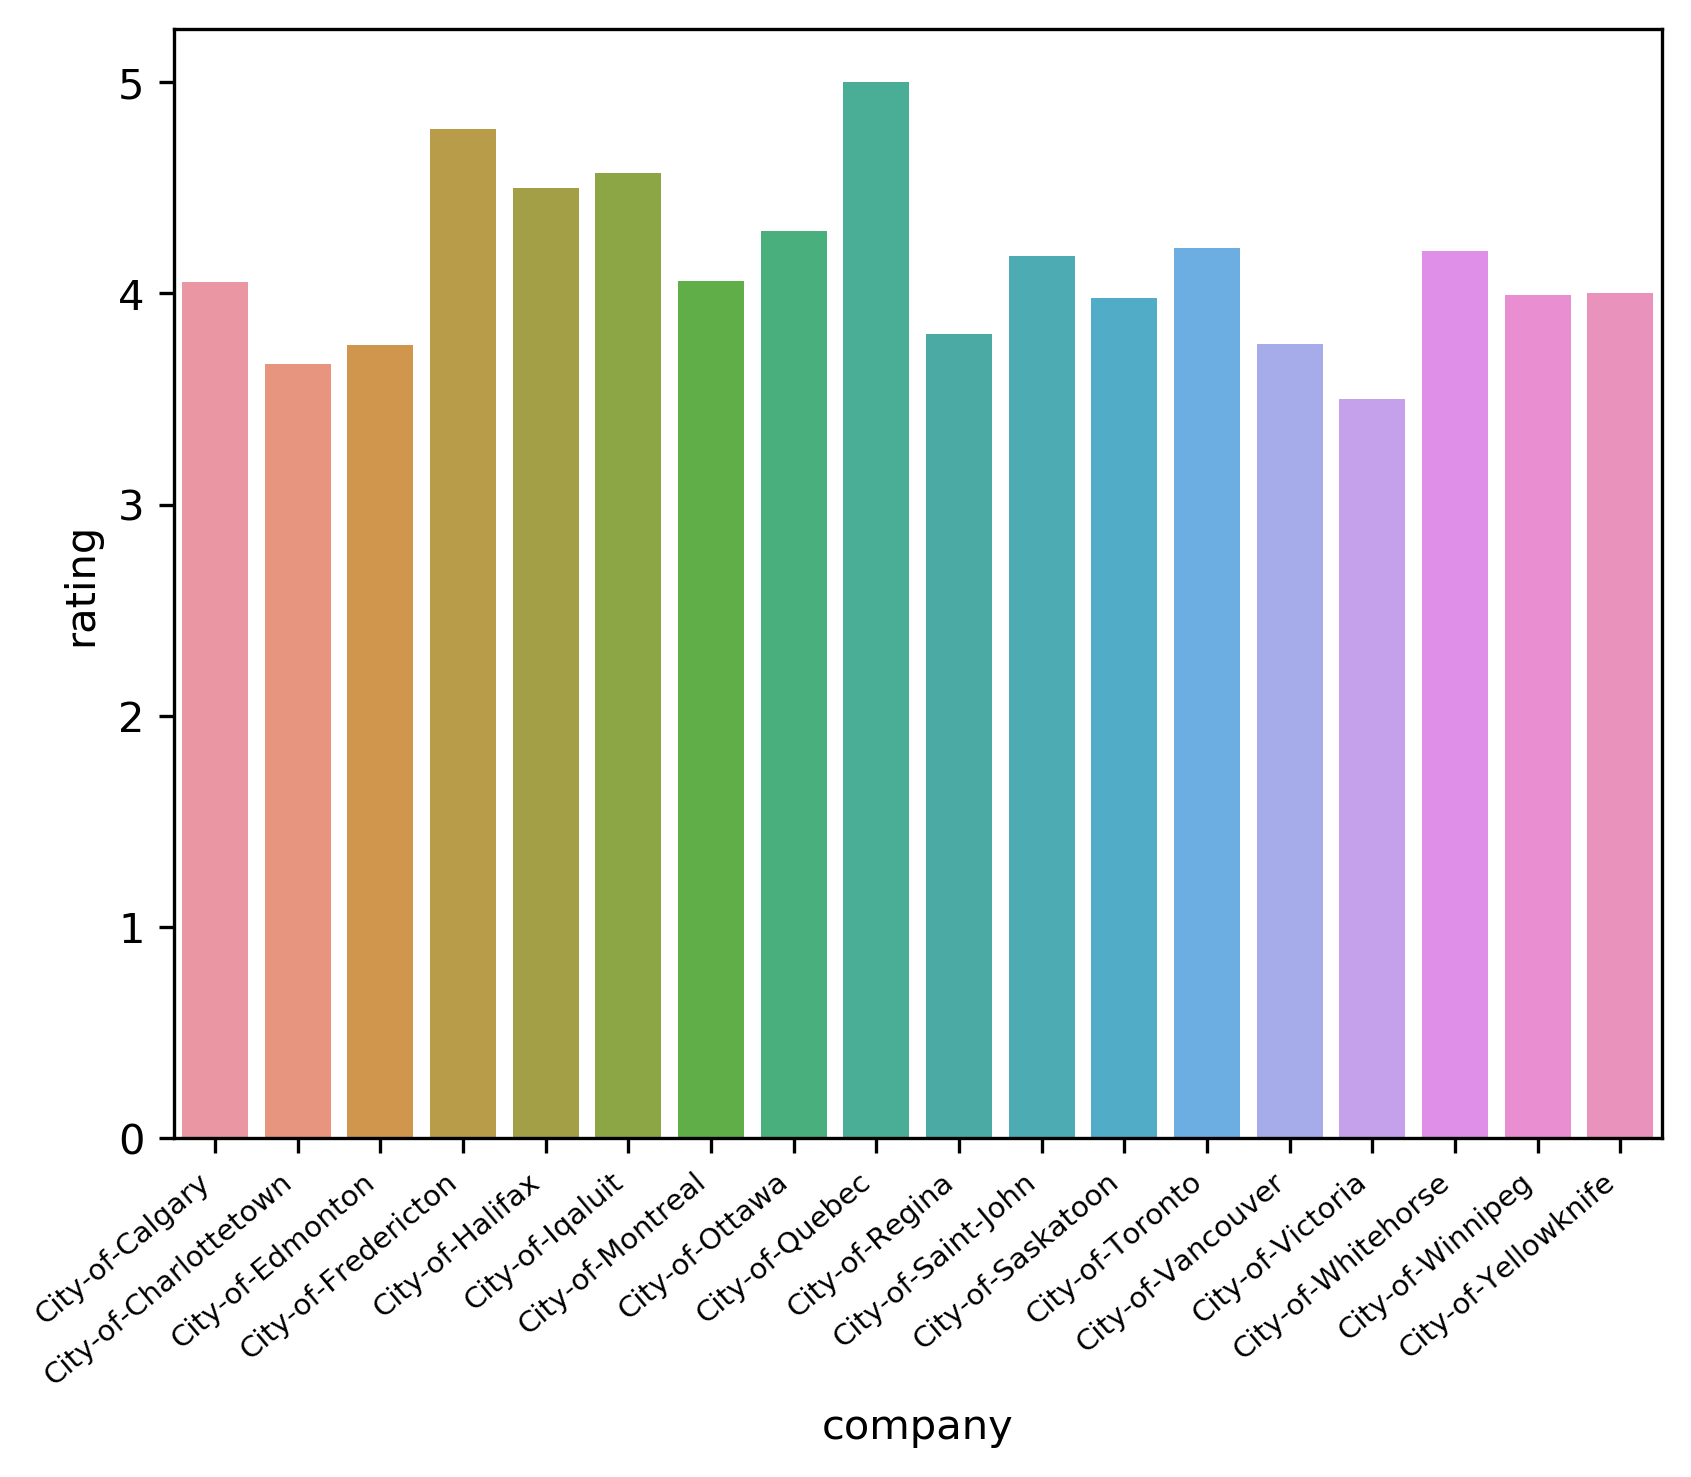 5
4
3
2
1
0
rating
City-of-Calgary
City-of-Charlottetown
City-of-Edmonton
City-of-Fredericton
City-of-Halifax
City-of-Iqaluit
City-of-Montreal
City-of-Ottawa
City-of-Quebec
City-of-Regina
City-of-Saint-John
City-of-Saskatoon
City-of-Toronto
City-of-Vancouver
City-of-Victoria
City-of-Whitehorse
City-of-Winnipeg
City-of-Yellowknife
company